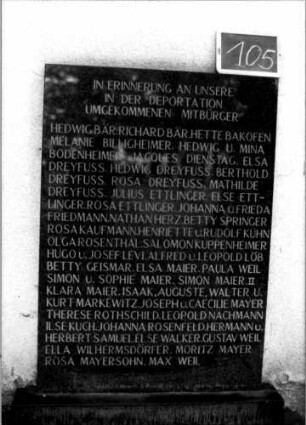 105
IN ERINNERUNG AN UNSERE
IN DER DEPORTATION
UMGEKOMMENEN MITBÜRGER
HEDWIG BÄR, RICHARD BÄR, HETTE BAKOFEN
MELANIE BILLIGHEIMER, HEDWIG U. MINA
BODENHEIMER, JACQUES DIENSTAG, ELSA
DREYFUSS, HEDWIG DREYFUSS, BERTHOLD
DREYFUSS, ROSA DREYFUSS, MATHILDE
DREYFUSS, JULIUS ETTLINGER, ELSE ETT-
LINGER, ROSA ETTLINGER, JOHANNA U. FRIEDA
FRIEDMANN, NATHAN HERZ, BETTY SPRINGER
ROSA KAUFMANN, HENRIETTE U. RUDOLF KUHN
OLGA ROSENTHAL, SALOMON KUPPENHEIMER
HUGO U. JOSEF LEVI, ALFRED U. LEOPOLD LÖB
BETTY GEISMAR, ELSA MAIER, PAULA WEIL
SIMON U. SOPHIE MAIER, SIMON MAIER II
KLARA MAIER, ISAAK, AUGUSTE, WALTER U.
KURT MARKEWITZ, JOSEPH U. CAECILIE MAYER
THERESE ROTHSCHILD, LEOPOLD NACHMANN
ILSE KUCH, JOHANNA ROSENFELD, HERMANN U.
HERBERT SAMUEL, ELSE WALKER, GUSTAV WEIL
ELLA WILHERMSDÖRFER, MORITZ MAYER
ROSA MAYERSOHN, MAX WEIL